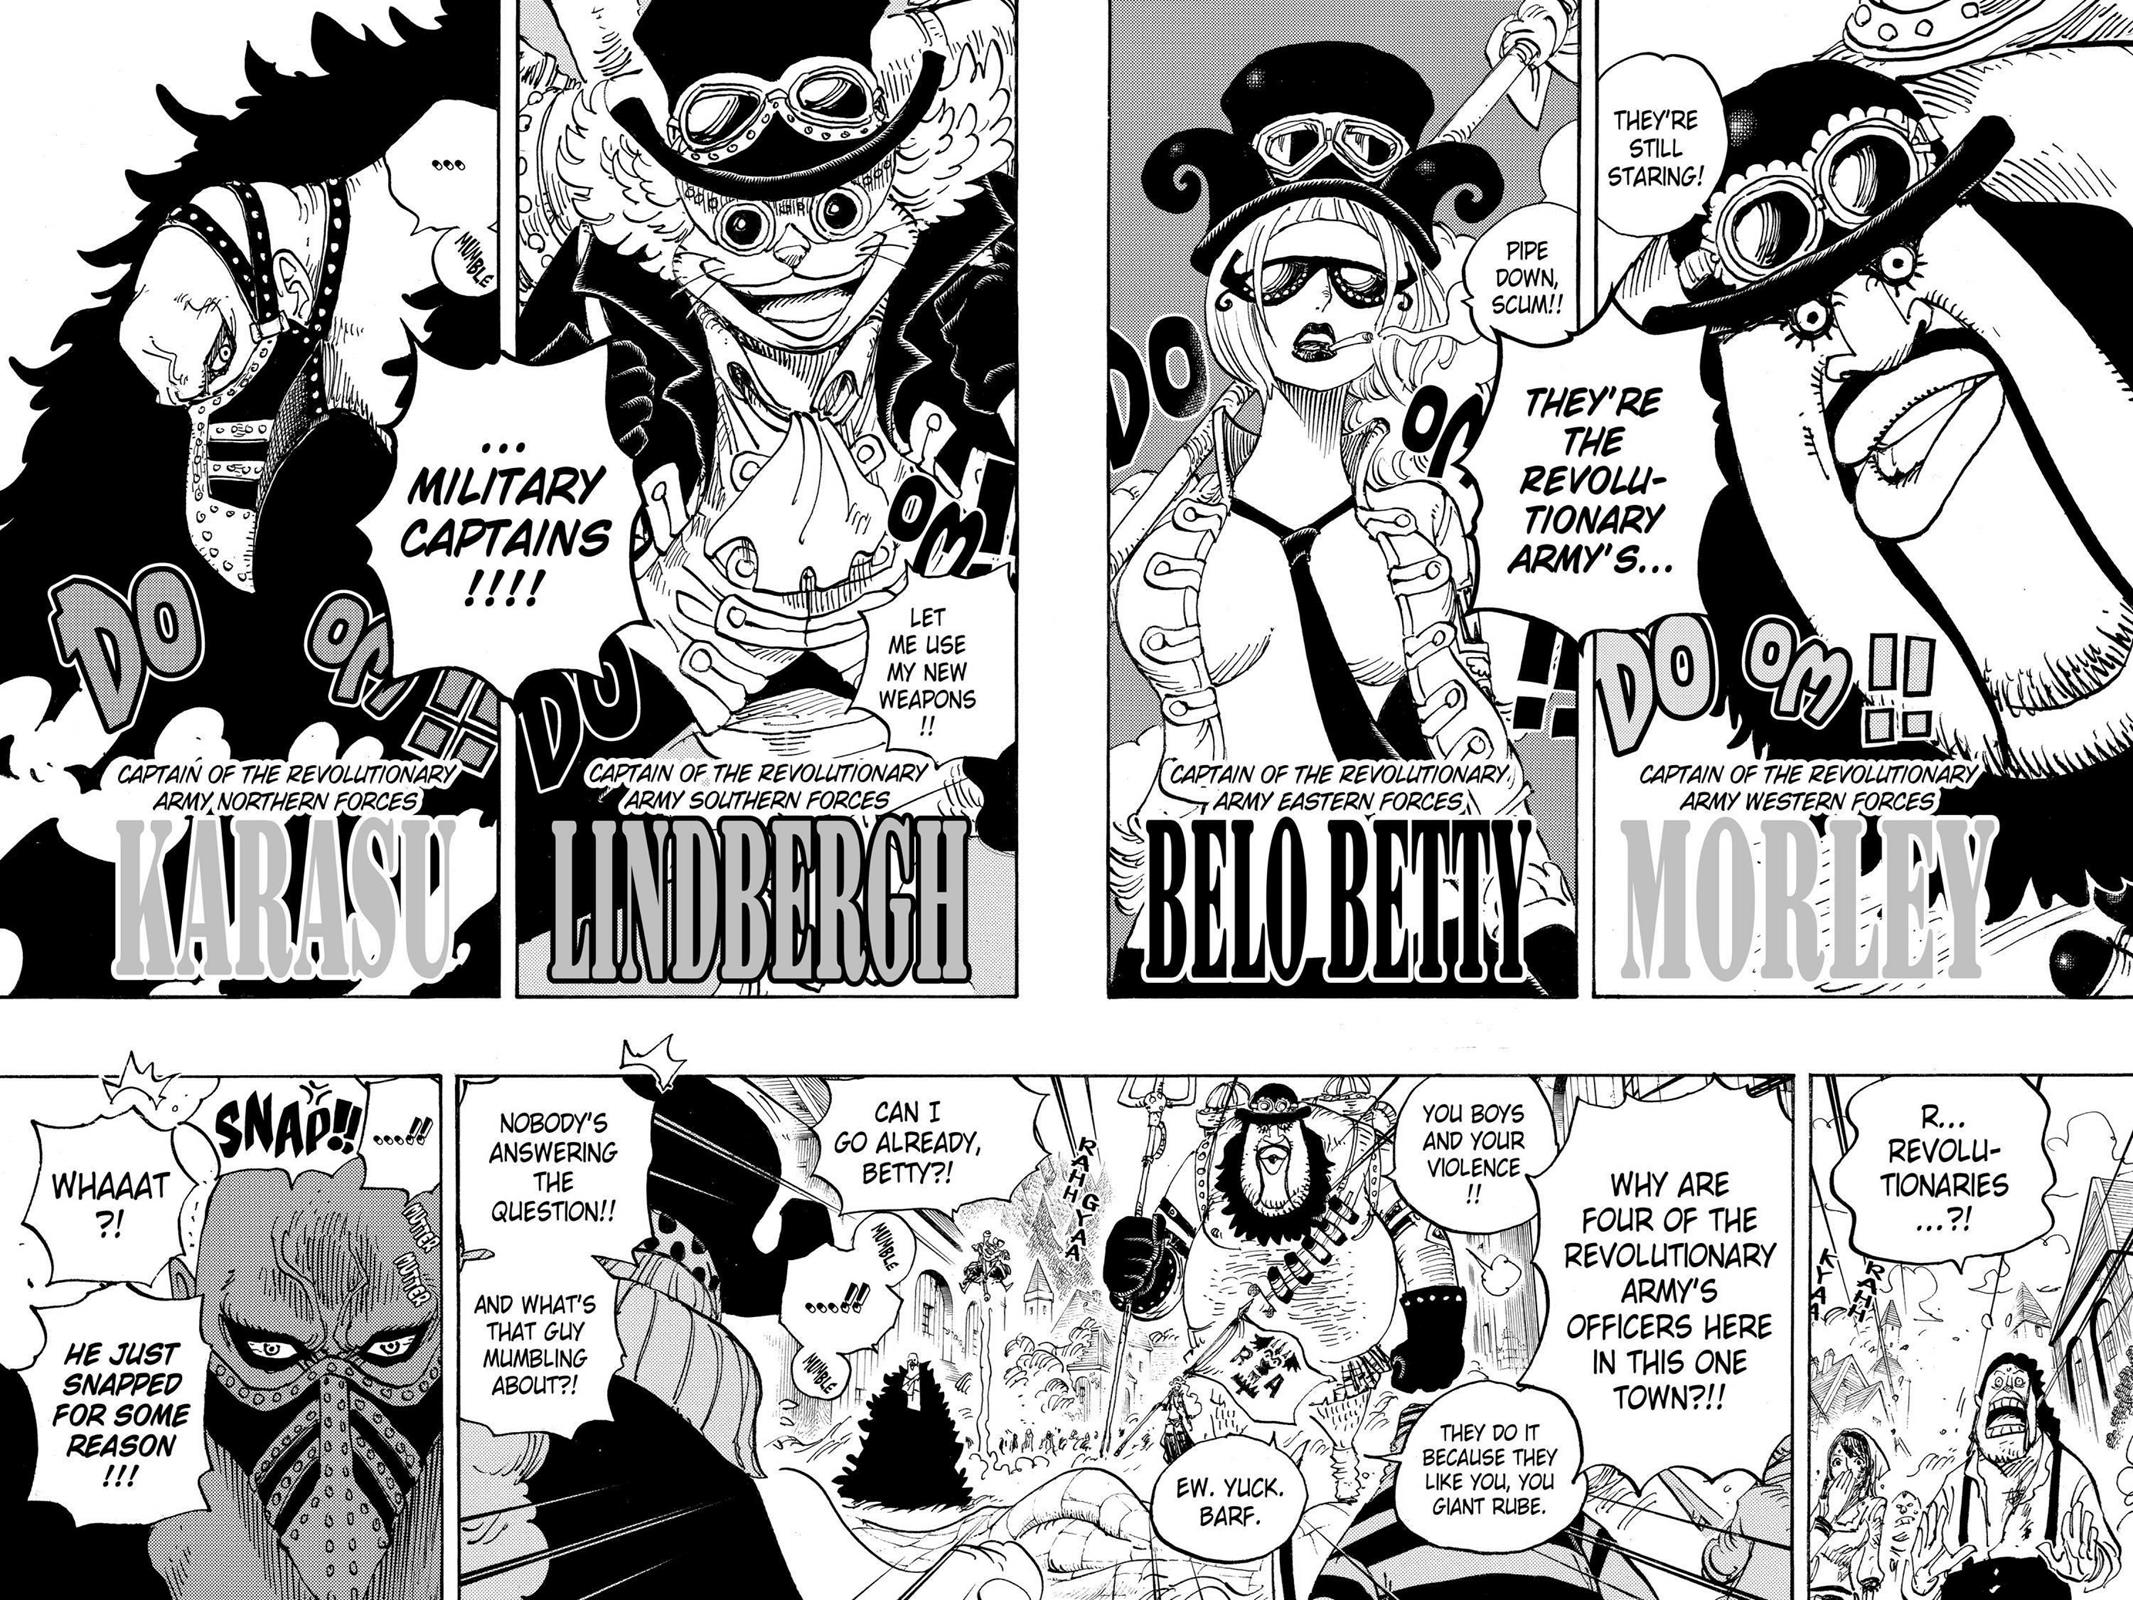 THEY'RE
STILL
STARING!
PIPE
DOWN,
SCUM!!
THEY'RE
THE
REVOLU-
TIONARY
ARMY'S...
DO OM!!
CAPTAIN OF THE REVOLUTIONARY
ARMY WESTERN FORCES
MORLEY
DO OM!!
CAPTAIN OF THE REVOLUTIONARY
ARMY EASTERN FORCES
BELO BETTY
...
MILITARY
CAPTAINS
!!!!
LET
ME USE
MY NEW
WEAPONS
!!
DO OM!!
CAPTAIN OF THE REVOLUTIONARY
ARMY SOUTHERN FORCES
LINDBERGH
...
MUMBLE
DO OM!!
CAPTAIN OF THE REVOLUTIONARY
ARMY NORTHERN FORCES
KARASU
R...
REVOLU-
TIONARIES
...?!
RAHH
KYAA
WHY ARE
FOUR OF THE
REVOLUTIONARY
ARMY'S
OFFICERS HERE
IN THIS ONE
TOWN?!!
YOU BOYS
AND YOUR
VIOLENCE
!!
THEY DO IT
BECAUSE THEY
LIKE YOU, YOU
GIANT RUBE.
EW. YUCK.
BARF.
RAHH
GYAA
CAN I
GO ALREADY,
BETTY?!
MUMBLE
...!!
MUMBLE
NOBODY'S
ANSWERING
THE
QUESTION!!
AND WHAT'S
THAT GUY
MUMBLING
ABOUT?!
...!!
MUTTER
MUTTER
SNAP!!
WHAAAT
?!
HE JUST
SNAPPED
FOR SOME
REASON
!!!